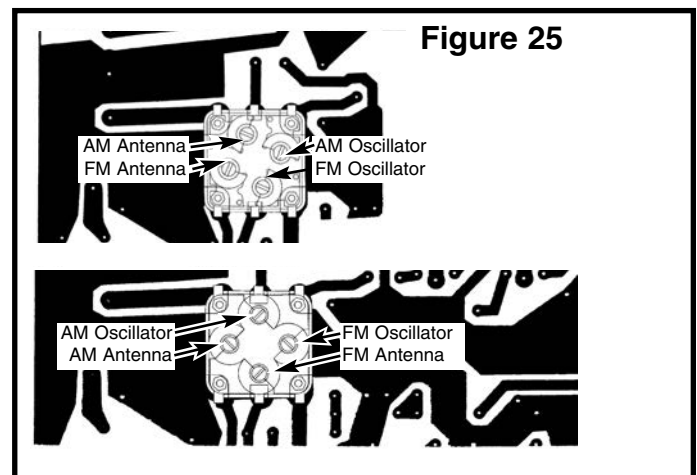 Figure 25
AM Antenna
AM Oscillator
FM Antenna
FM Oscillator
AM Oscillator
FM Oscillator
AM Antenna
FM Antenna